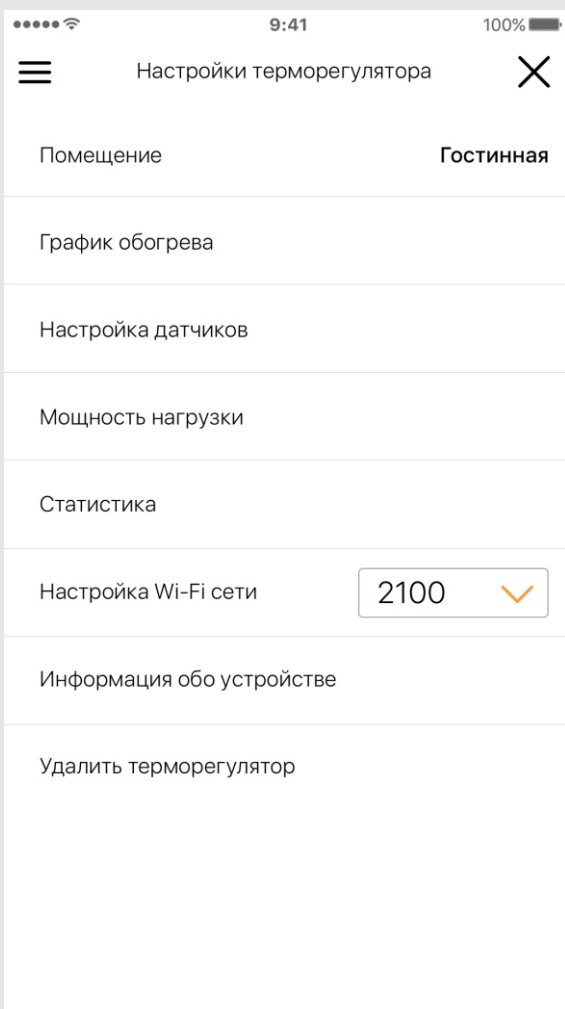 9:41
100%
Настройки терморегулятора
Помещение
Гостинная
График обогрева
Настройка датчиков
Мощность нагрузки
Статистика
Настройка Wi-Fi сети
2100
Информация обо устройстве
Удалить терморегулятор